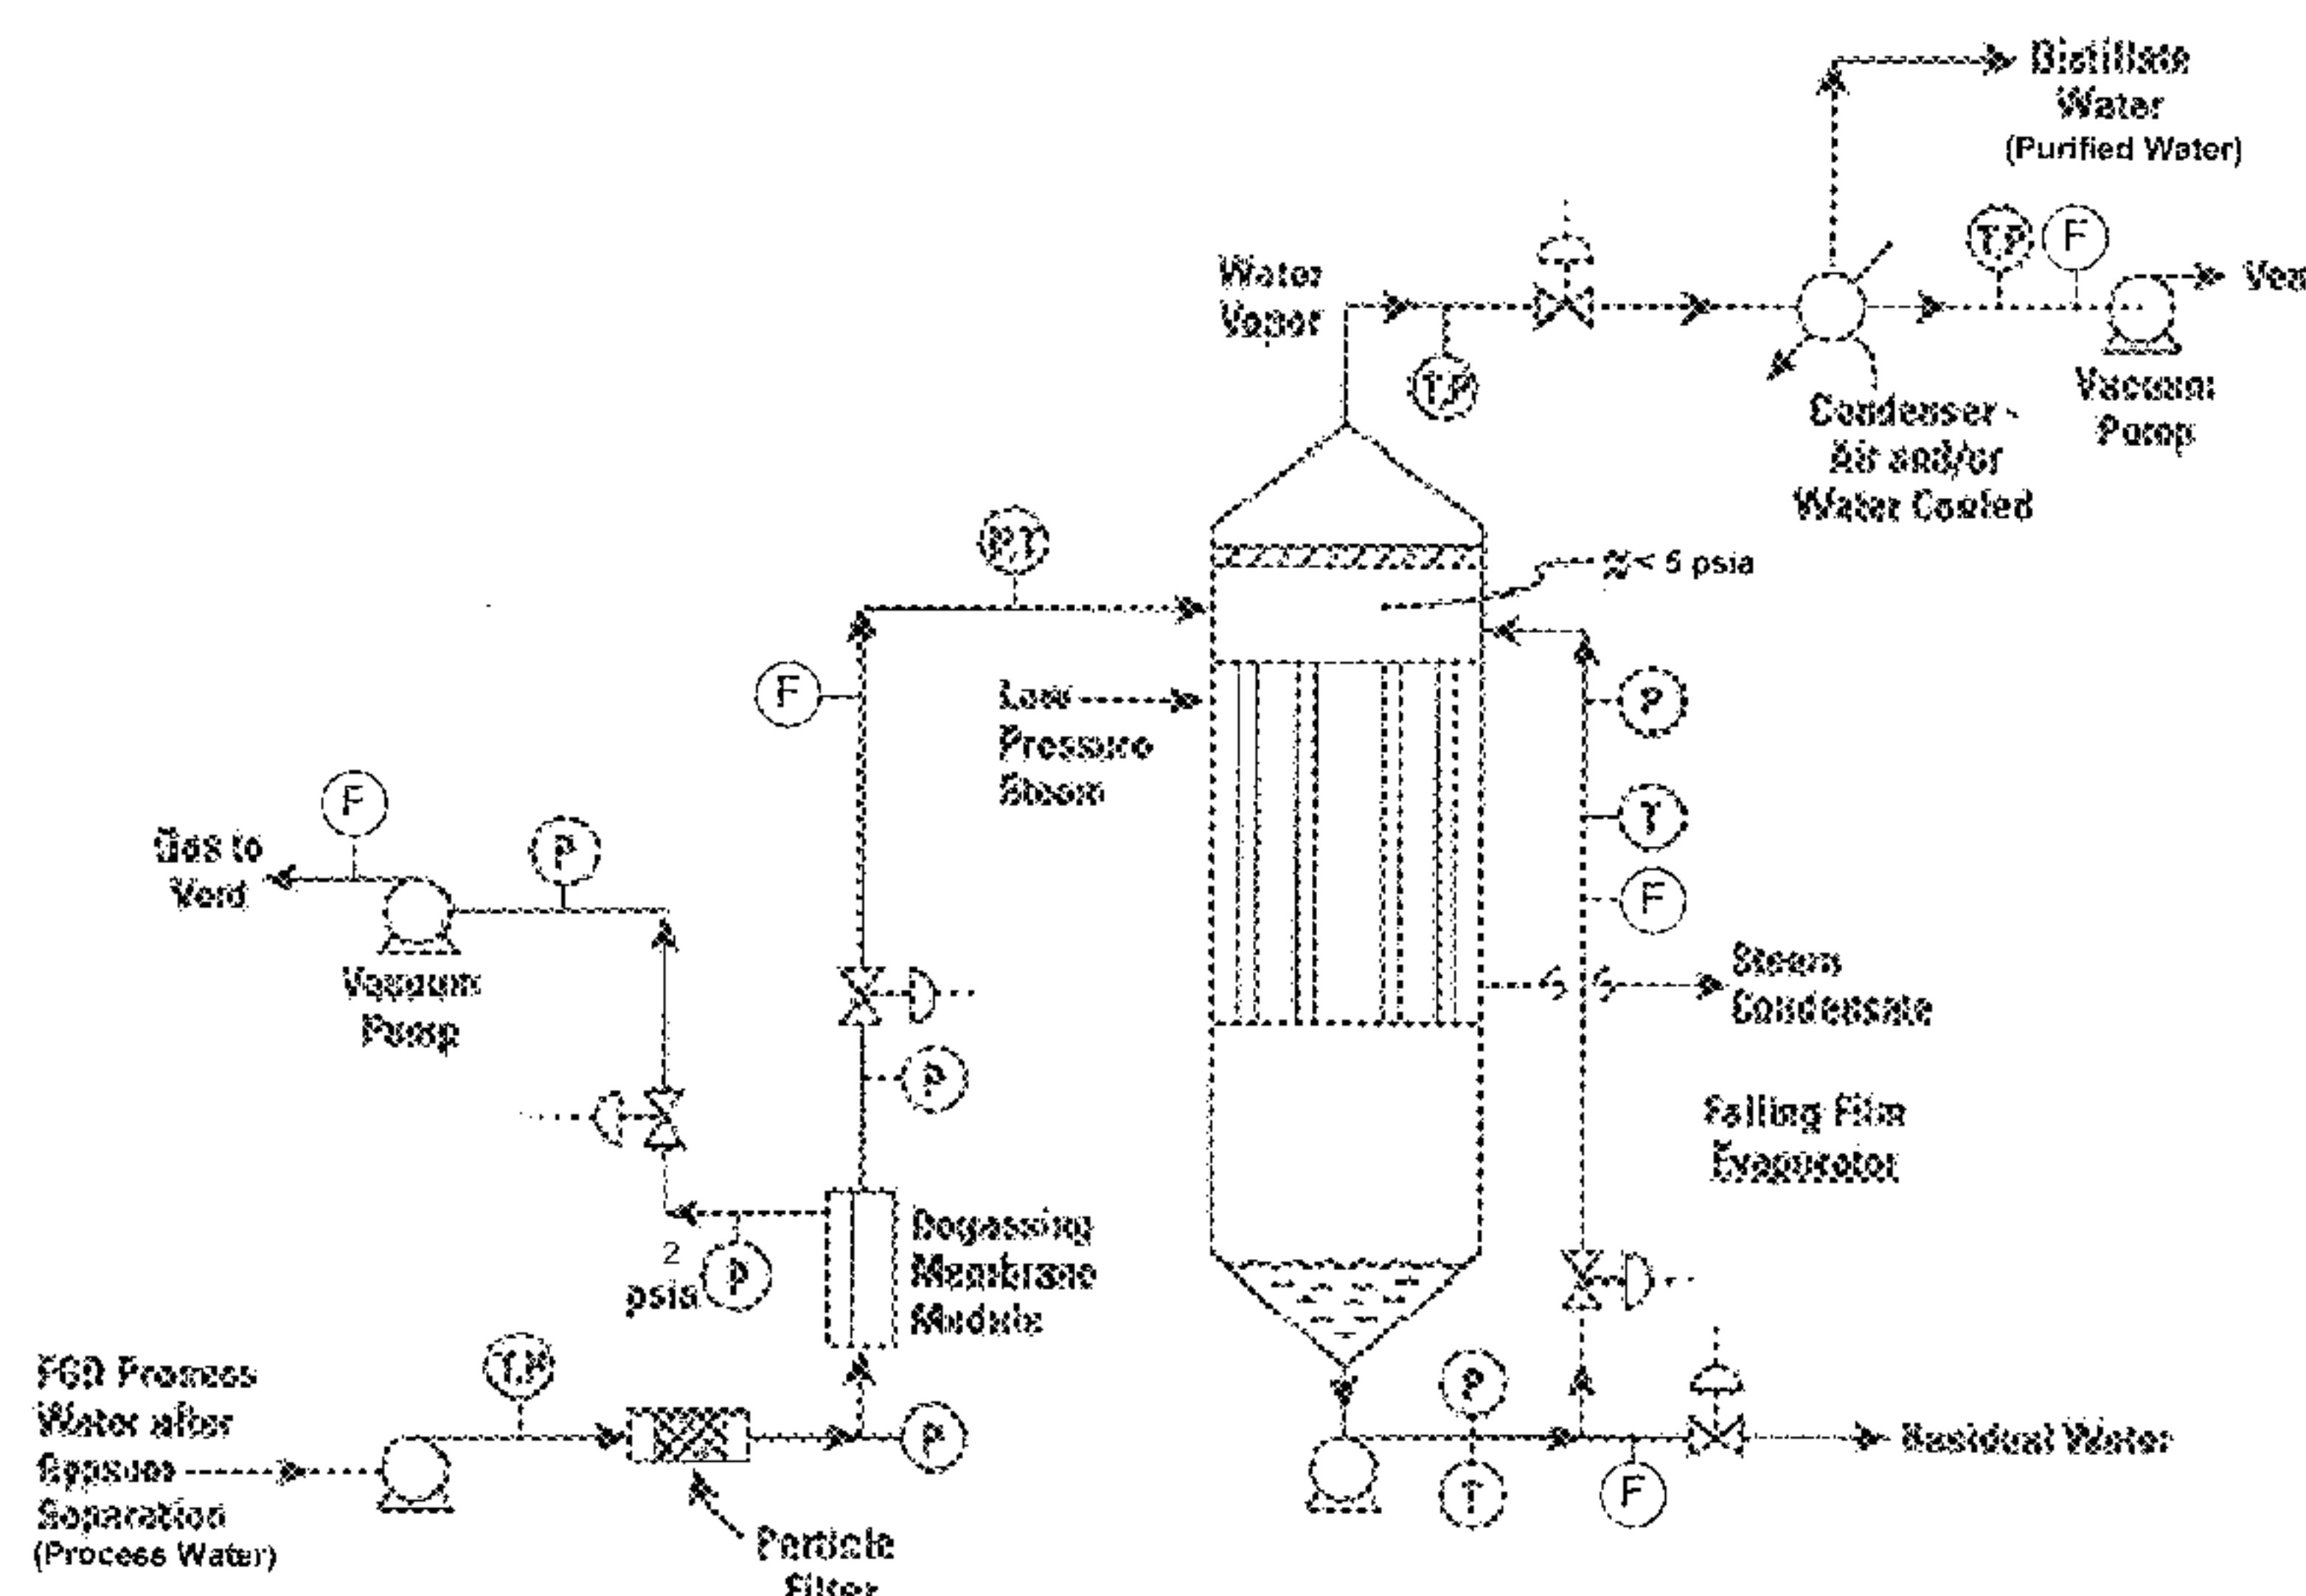 Distillate
Water
(Purified Water)
T,P
F
Water
Vapor
T,P
Vacuum
Pump
Condenser -
Air and/or
Water Cooled
P,T
< 5 psia
F
Low
Pressure
Steam
P
T
F
F
P
Gas to
Vent
Vacuum
Pump
Steam
Condensate
P
Falling Film
Evaporator
2
psia
P
Degassing
Membrane
Module
FGD Process
Water after
Gypsum
Separation
(Process Water)
T,P
P
Particle
Filter
P
T
F
Residual Water